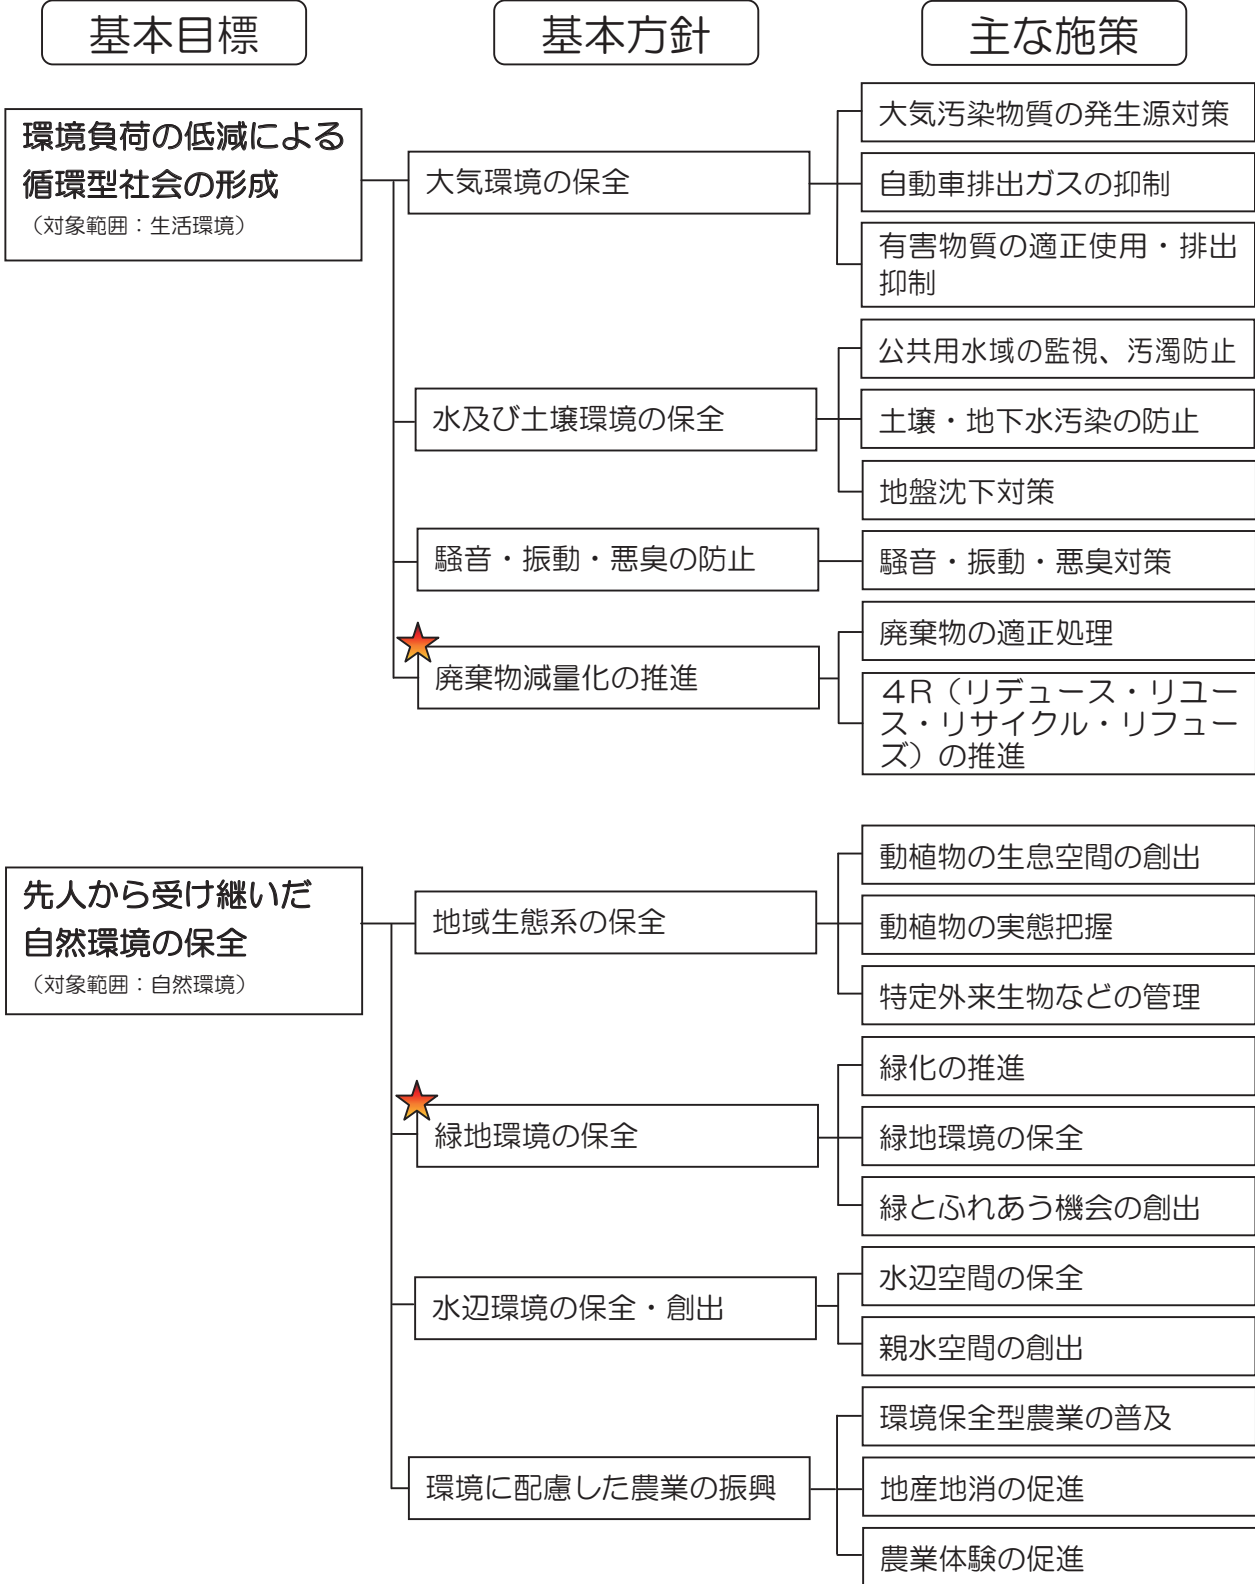 基本目標
基本方針
主な施策
環境負荷の低減による
循環型社会の形成
（対象範囲：生活環境）
大気環境の保全
大気汚染物質の発生源対策
自動車排出ガスの抑制
有害物質の適正使用・排出
抑制
水及び土壌環境の保全
公共用水域の監視、汚濁防止
土壌・地下水汚染の防止
地盤沈下対策
騒音・振動・悪臭の防止
騒音・振動・悪臭対策
廃棄物減量化の推進
廃棄物の適正処理
４Ｒ（リデュース・リユー
ス・リサイクル・リフュー
ズ）の推進
先人から受け継いだ
自然環境の保全
（対象範囲：自然環境）
地域生態系の保全
動植物の生息空間の創出
動植物の実態把握
特定外来生物などの管理
緑地環境の保全
緑化の推進
緑地環境の保全
緑とふれあう機会の創出
水辺環境の保全・創出
水辺空間の保全
親水空間の創出
環境に配慮した農業の振興
環境保全型農業の普及
地産地消の促進
農業体験の促進